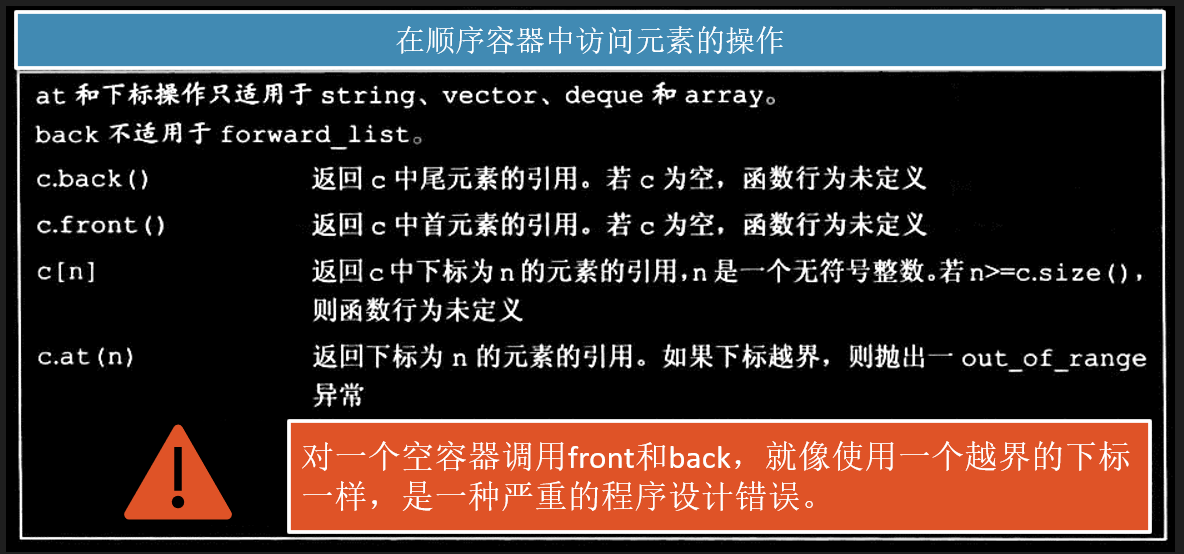 在顺序容器中访问元素的操作
at 和下标操作只适用于 string、vector、deque 和 array。
back 不适用于 forward_list。
c.back() 返回 c 中尾元素的引用。若 c 为空，函数行为未定义
c.front() 返回 c 中首元素的引用。若 c 为空，函数行为未定义
c[n] 返回 c 中下标为 n 的元素的引用,n 是一个无符号整数。若 n>=c.size()，
则函数行为未定义
c.at(n) 返回下标为 n 的元素的引用。如果下标越界，则抛出一 out_of_range
异常
对一个空容器调用front和back，就像使用一个越界的下标
一样，是一种严重的程序设计错误。